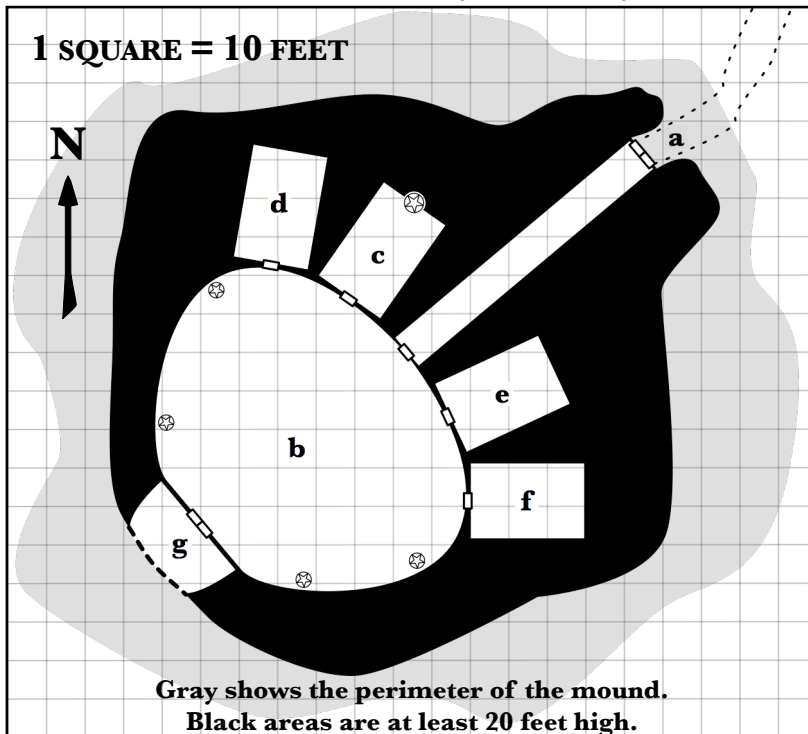 1 SQUARE = 10 FEET
N
a
d
c
e
b
f
g
Gray shows the perimeter of the mound.
Black areas are at least 20 feet high.